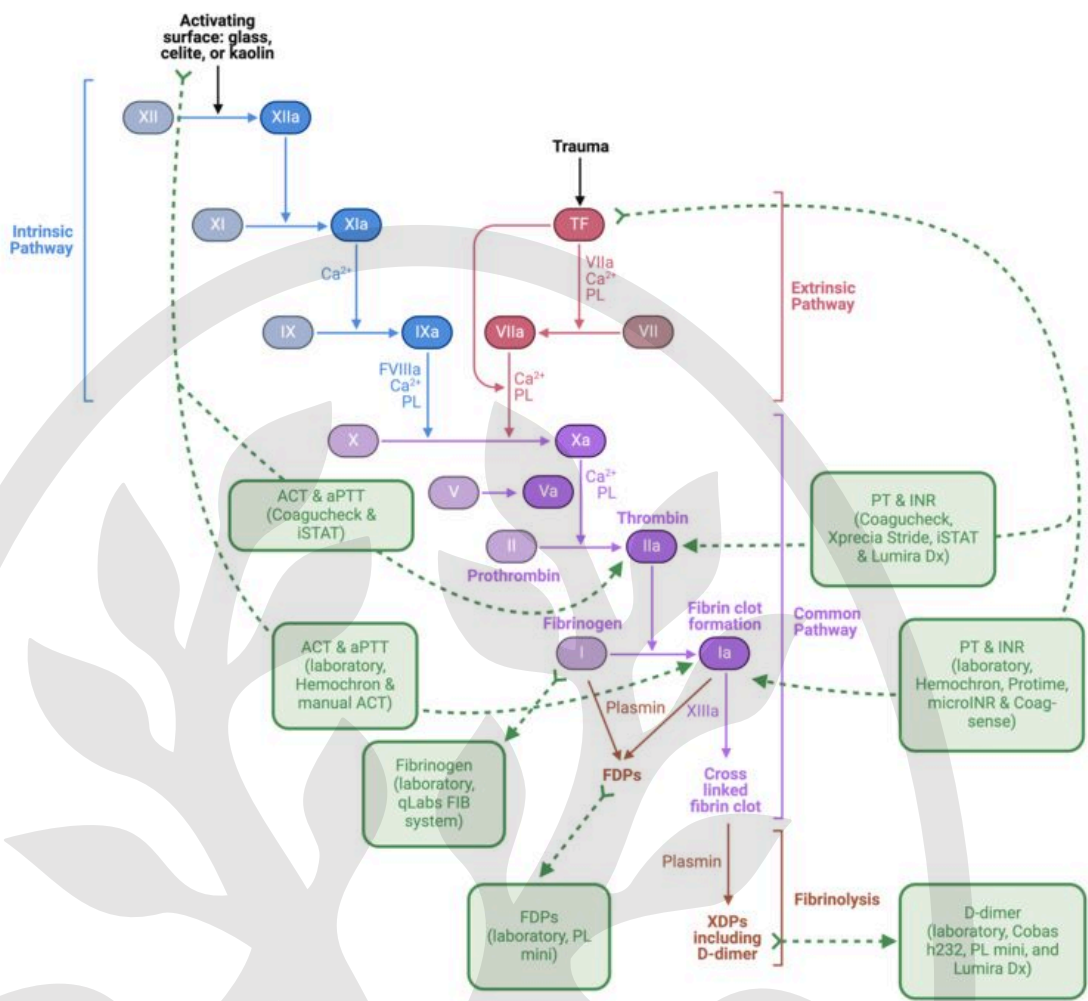 Activating
surface: glass,
celite, or kaolin
XII
XIIa
Trauma
Intrinsic
Pathway
XI
XIa
TF
Ca²⁺
VIIa
Ca²⁺
PL
Extrinsic
Pathway
IX
IXa
VIIa
VII
FVIIIa
Ca²⁺
PL
Ca²⁺
PL
X
Xa
Ca²⁺
PL
V
Va
ACT & aPTT
(Coagucheck &
iSTAT)
PT & INR
(Coagucheck,
Xprecia Stride, iSTAT
& Lumira Dx)
Thrombin
II
IIa
Prothrombin
Fibrinogen
Fibrin clot
formation
Common
Pathway
I
Ia
ACT & aPTT
(laboratory,
Hemochron &
manual ACT)
PT & INR
(laboratory,
Hemochron, Protime,
microINR & Coag-
sense)
Plasmin
XIIIa
Fibrinogen
(laboratory,
qLabs FIB
system)
FDPs
Cross
linked
fibrin clot
Plasmin
Fibrinolysis
FDPs
(laboratory, PL
mini)
XDPs
including
D-dimer
D-dimer
(laboratory, Cobas
h232, PL mini, and
Lumira Dx)